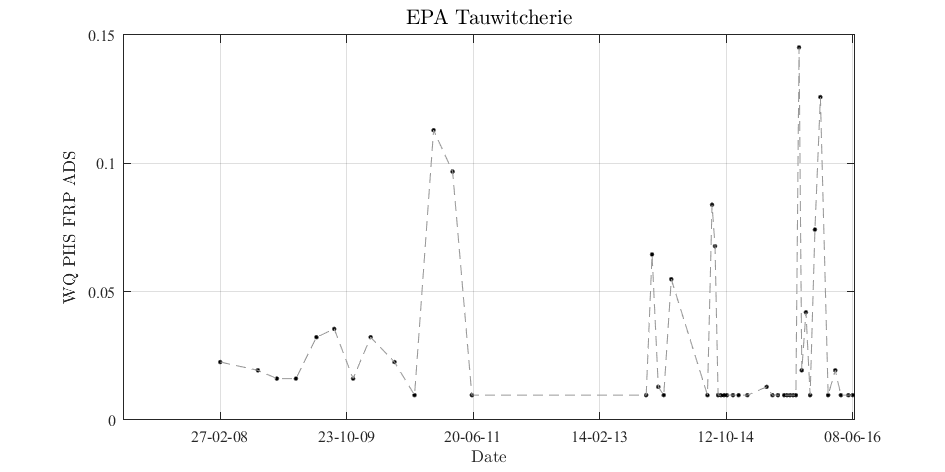 EPA Tauwitcherie
0.15
0.1
0.05
0
WQ PHS FRP ADS
27-02-08 23-10-09 20-06-11 14-02-13 12-10-14 08-06-16
Date